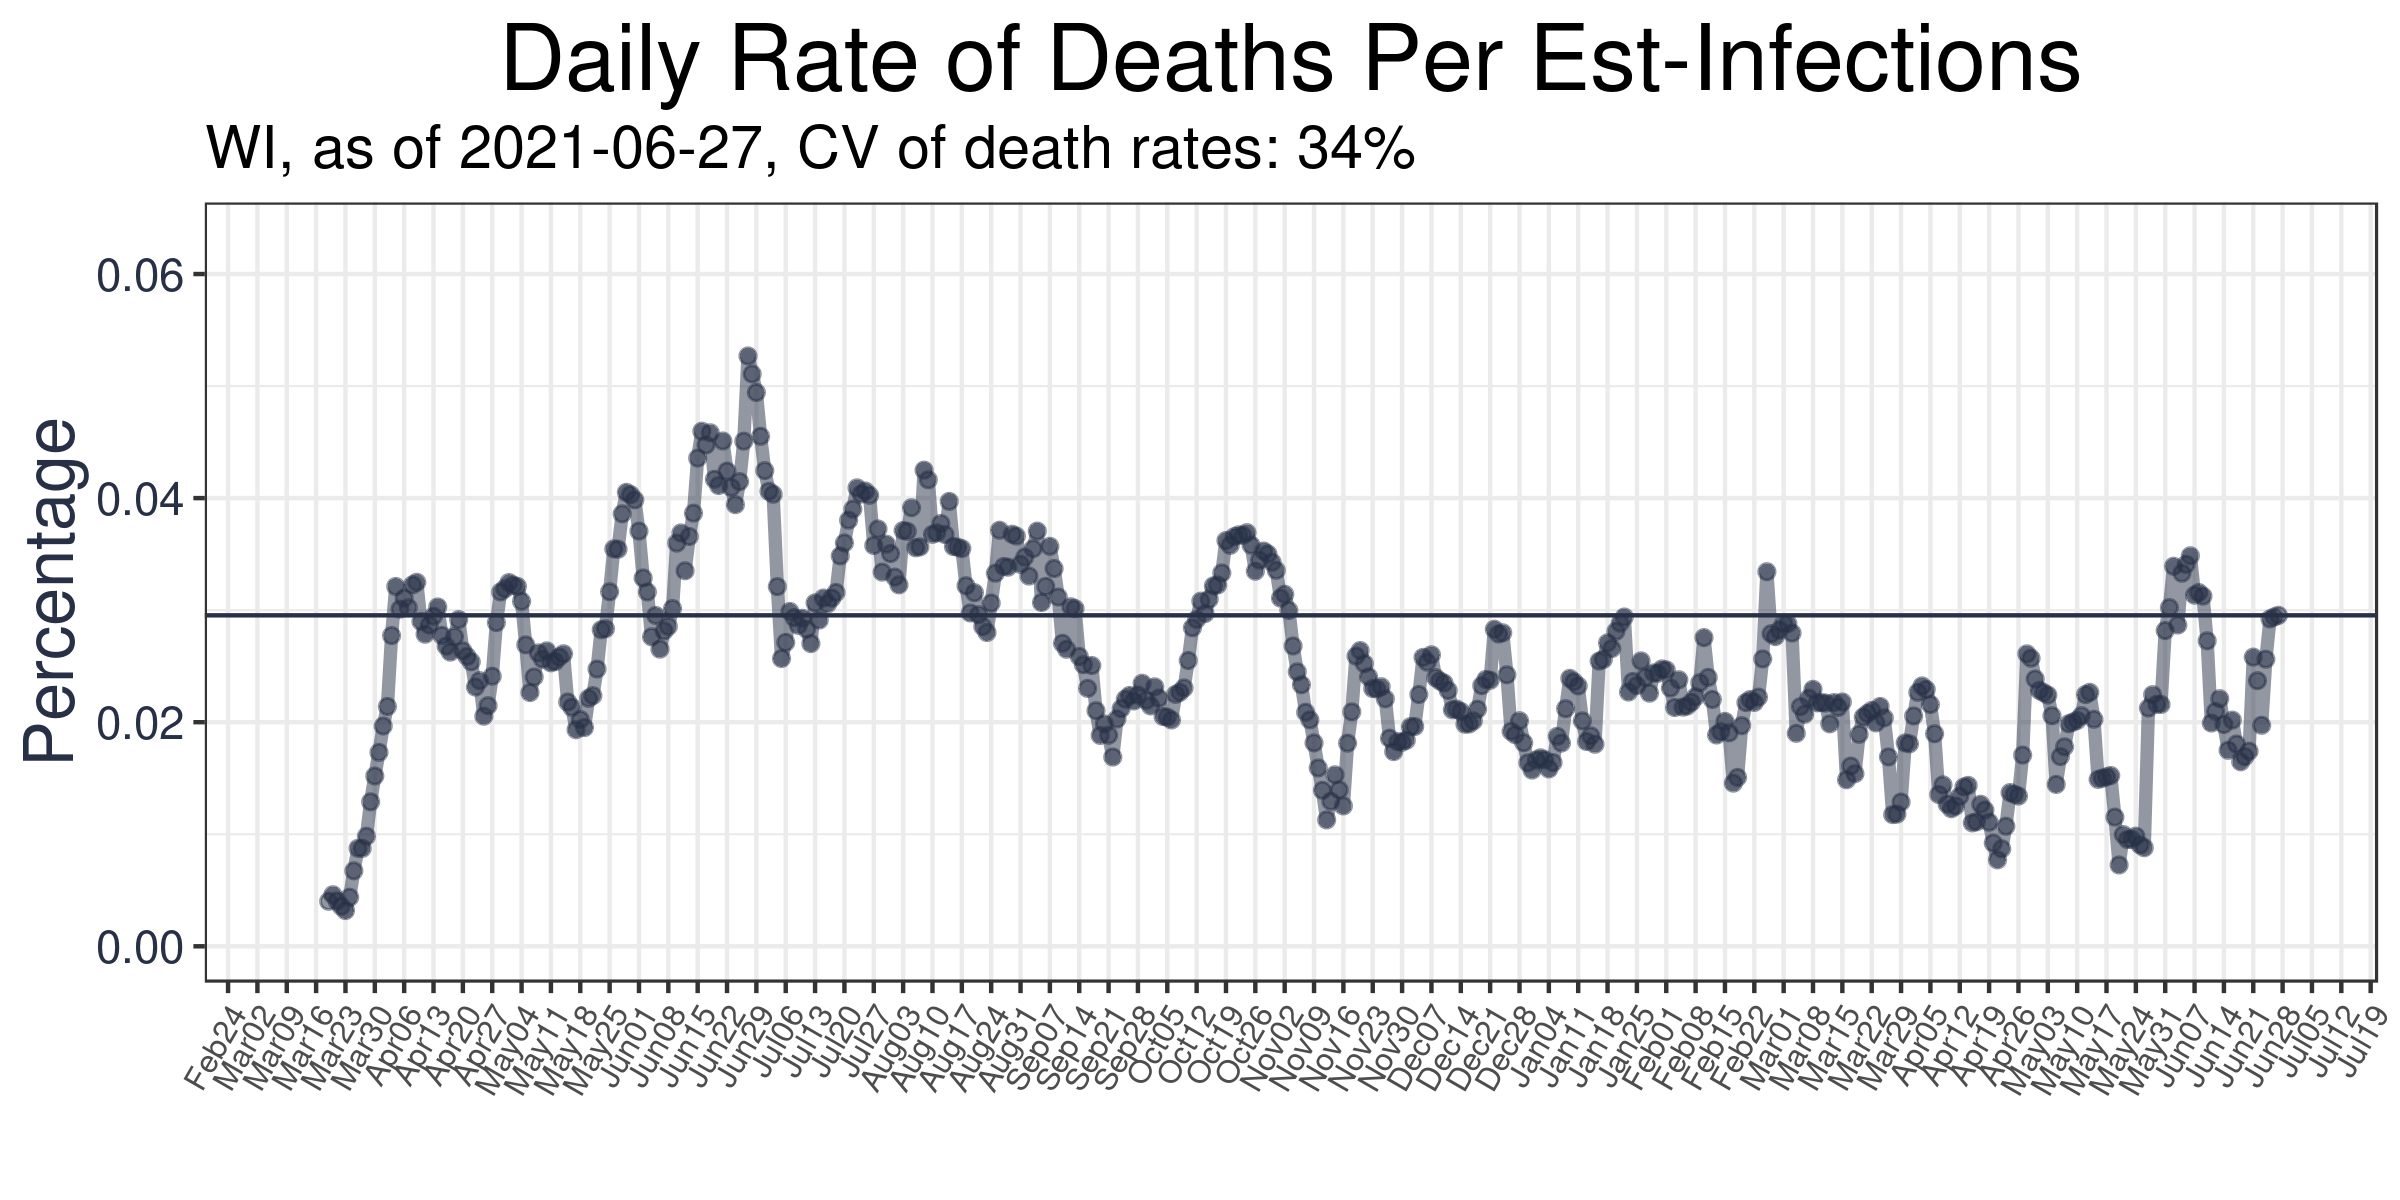 Daily Rate of Deaths Per Est-Infections
WI, as of 2021-06-27, CV of death rates: 34%
Percentage
0.06
0.04
0.02
0.00
Feb24
Mar02
Mar09
Mar16
Mar23
Mar30
Apr06
Apr13
Apr20
Apr27
May04
May11
May18
May25
Jun01
Jun08
Jun15
Jun22
Jun29
Jul06
Jul13
Jul20
Jul27
Aug03
Aug10
Aug17
Aug24
Aug31
Sep07
Sep14
Sep21
Sep28
Oct05
Oct12
Oct19
Oct26
Nov02
Nov09
Nov16
Nov23
Nov30
Dec07
Dec14
Dec21
Dec28
Jan04
Jan11
Jan18
Jan25
Feb01
Feb08
Feb15
Feb22
Mar01
Mar08
Mar15
Mar22
Mar29
Apr05
Apr12
Apr19
Apr26
May03
May10
May17
May24
May31
Jun07
Jun14
Jun21
Jun28
Jul05
Jul12
Jul19